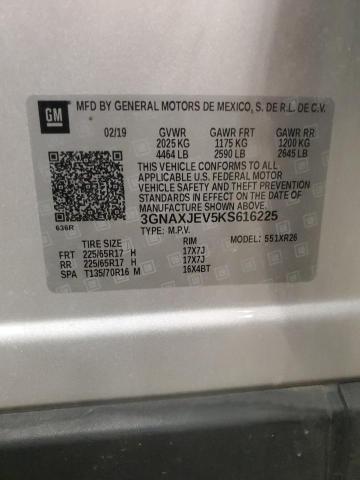 GM
MFD BY GENERAL MOTORS DE MEXICO, S. DE R.L. DE C.V.
02/19 GVWR GAWR FRT GAWR RR
2025 KG 1175 KG 1200 KG
4464 LB 2590 LB 2645 LB
THIS VEHICLE CONFORMS TO ALL
APPLICABLE U.S. FEDERAL MOTOR
VEHICLE SAFETY AND THEFT PREVENTION
STANDARDS IN EFFECT ON THE DATE OF
MANUFACTURE SHOWN ABOVE.
3GNAXJEV5KS616225
636R TYPE: M.P.V. MODEL: 551XR26
TIRE SIZE RIM
FRT 225/65R17 H 17X7J
RR 225/65R17 H 17X7J
SPA T135/70R16 M 16X4BT